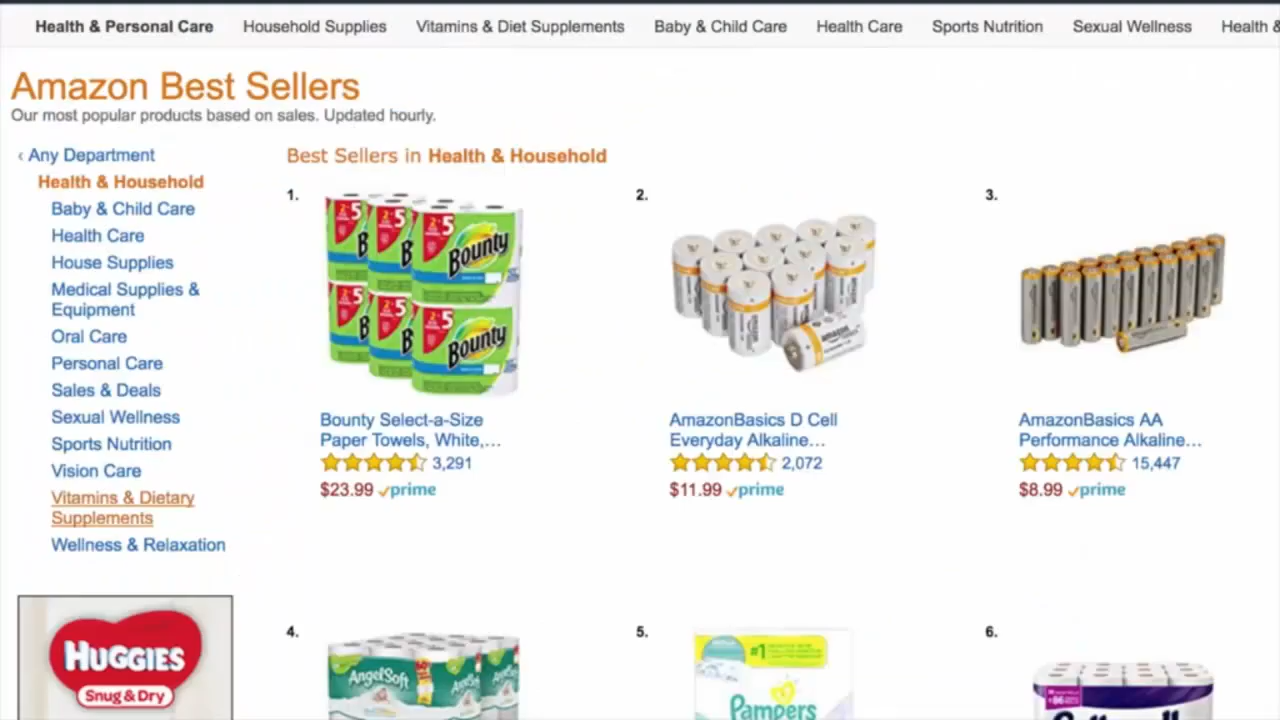 Health & Personal Care Household Supplies Vitamins & Diet Supplements Baby & Child Care Health Care Sports Nutrition Sexual Wellness Health &
Amazon Best Sellers
Our most popular products based on sales. Updated hourly.
‹ Any Department
Health & Household
Baby & Child Care
Health Care
House Supplies
Medical Supplies &
Equipment
Oral Care
Personal Care
Sales & Deals
Sexual Wellness
Sports Nutrition
Vision Care
Vitamins & Dietary
Supplements
Wellness & Relaxation
HUGGIES
Snug & Dry
Best Sellers in Health & Household
1.
Bounty
Bounty
Bounty Select-a-Size
Paper Towels, White,...
3,291
$23.99 prime
2.
AmazonBasics D Cell
Everyday Alkaline...
2,072
$11.99 prime
3.
AmazonBasics AA
Performance Alkaline...
15,447
$8.99 prime
4.
AngelSoft
5.
#1
Pampers
6.